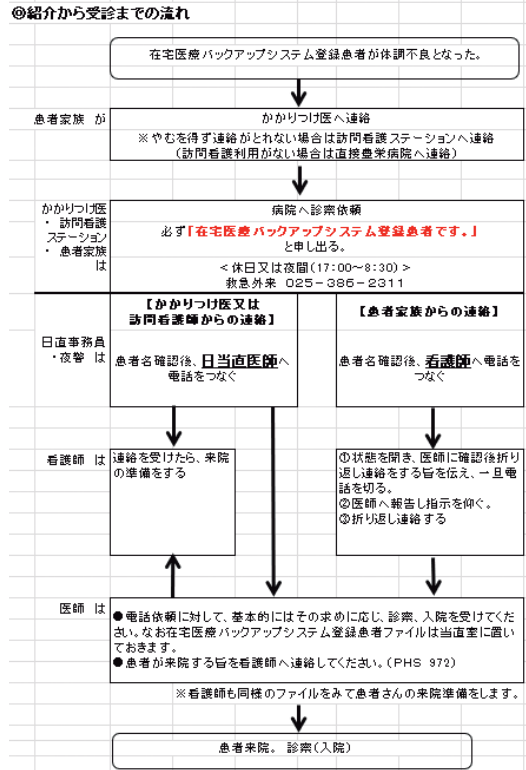 ◎紹介から受診までの流れ
在宅医療バックアップシステム登録患者が体調不良となった。
患者家族 が
かかりつけ医へ連絡
※やむを得ず連絡がとれない場合は訪問看護ステーションへ連絡
(訪問看護利用がない場合は直接豊栄病院へ連絡)
かかりつけ医
・ 訪問看護
ステーション
・ 患者家族
は
病院へ診察依頼
必ず「在宅医療バックアップシステム登録患者です。」
と申し出る。
<休日又は夜間(17:00~8:30)>
救急外来 025-386-2311
日直事務員
・夜警 は
【かかりつけ医又は
訪問看護師からの連絡】
患者名確認後、日当直医師へ
電話をつなぐ
【患者家族からの連絡】
患者名確認後、看護師へ電話を
つなぐ
看護師 は
連絡を受けたら、来院
の準備をする
①状態を聞き、医師に確認後折り
返し連絡をする旨を伝え、一旦電
話を切る。
②医師へ報告し指示を仰ぐ。
③折り返し連絡する
医師 は
●電話依頼に対して、基本的にはその求めに応じ、診察、入院を受けてくだ
さい。なお在宅医療バックアップシステム登録患者ファイルは当直室に置い
ておきます。
●患者が来院する旨を看護師へ連絡してください。(PHS 972)
※看護師も同様のファイルをみて患者さんの来院準備をします。
患者来院。 診察(入院)